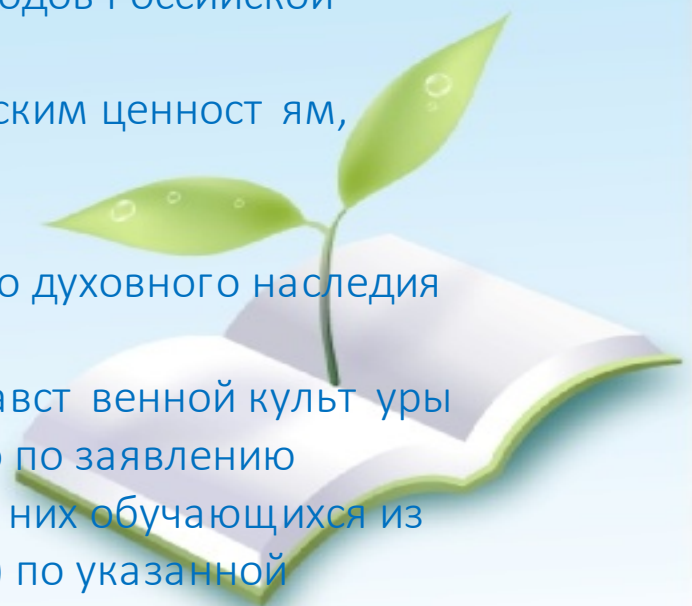 одов Российской
ским ценност ям,
о духовного наследия
авст венной культ уры
по заявлению
них обучающихся из
по указанной